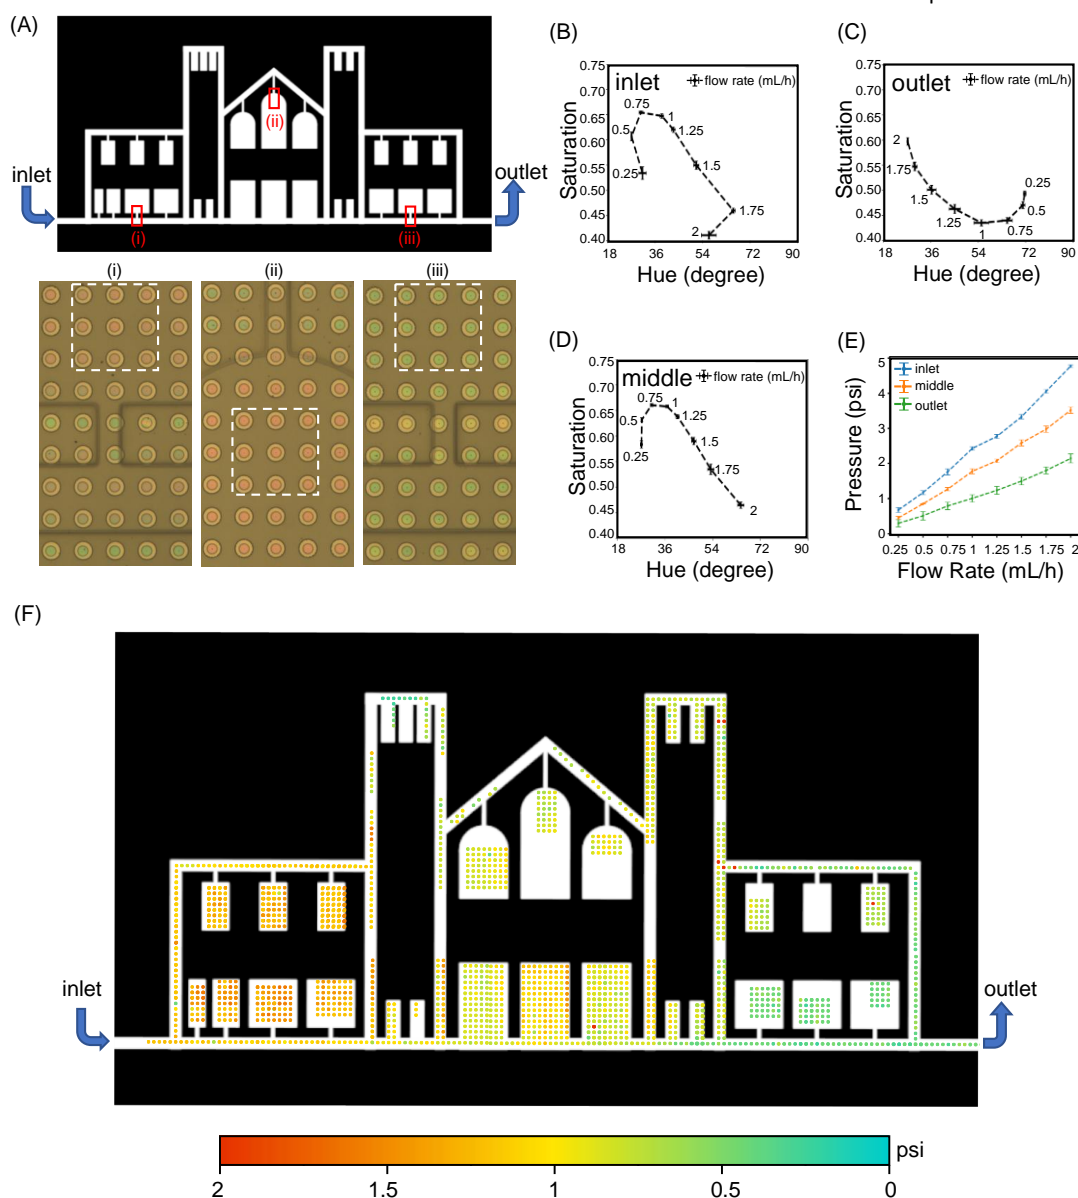 (A)
inlet
outlet
(i)
(ii)
(iii)
(i)
(ii)
(iii)
(B)
inlet
flow rate (mL/h)
Saturation
0.75
0.70
0.65
0.60
0.55
0.50
0.45
0.40
0.75
1
0.5
1.25
0.25
1.5
1.75
2
18
36
54
72
90
Hue (degree)
(C)
outlet
flow rate (mL/h)
Saturation
0.75
0.70
0.65
0.60
0.55
0.50
0.45
0.40
2
1.75
1.5
1.25
1
0.75
0.5
0.25
18
36
54
72
90
Hue (degree)
(D)
middle
flow rate (mL/h)
Saturation
0.75
0.70
0.65
0.60
0.55
0.50
0.45
0.40
0.75
1
0.5
1.25
0.25
1.5
1.75
2
18
36
54
72
90
Hue (degree)
(E)
inlet
middle
outlet
Pressure (psi)
5
4
3
2
1
0
0.25
0.5
0.75
1
1.25
1.5
1.75
2
Flow Rate (mL/h)
(F)
inlet
outlet
psi
2
1.5
1
0.5
0